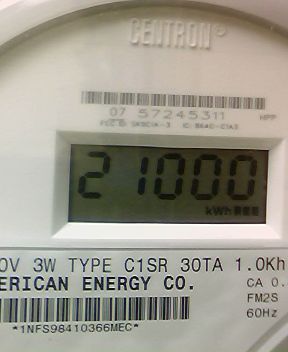 CENTRON®
07 57245311 HPP
21000
kWh
0V 3W TYPE C1SR 30TA 1.0Kh
ERICAN ENERGY CO. CA 0.
FM2S
60Hz
*1NFS98410366MEC*